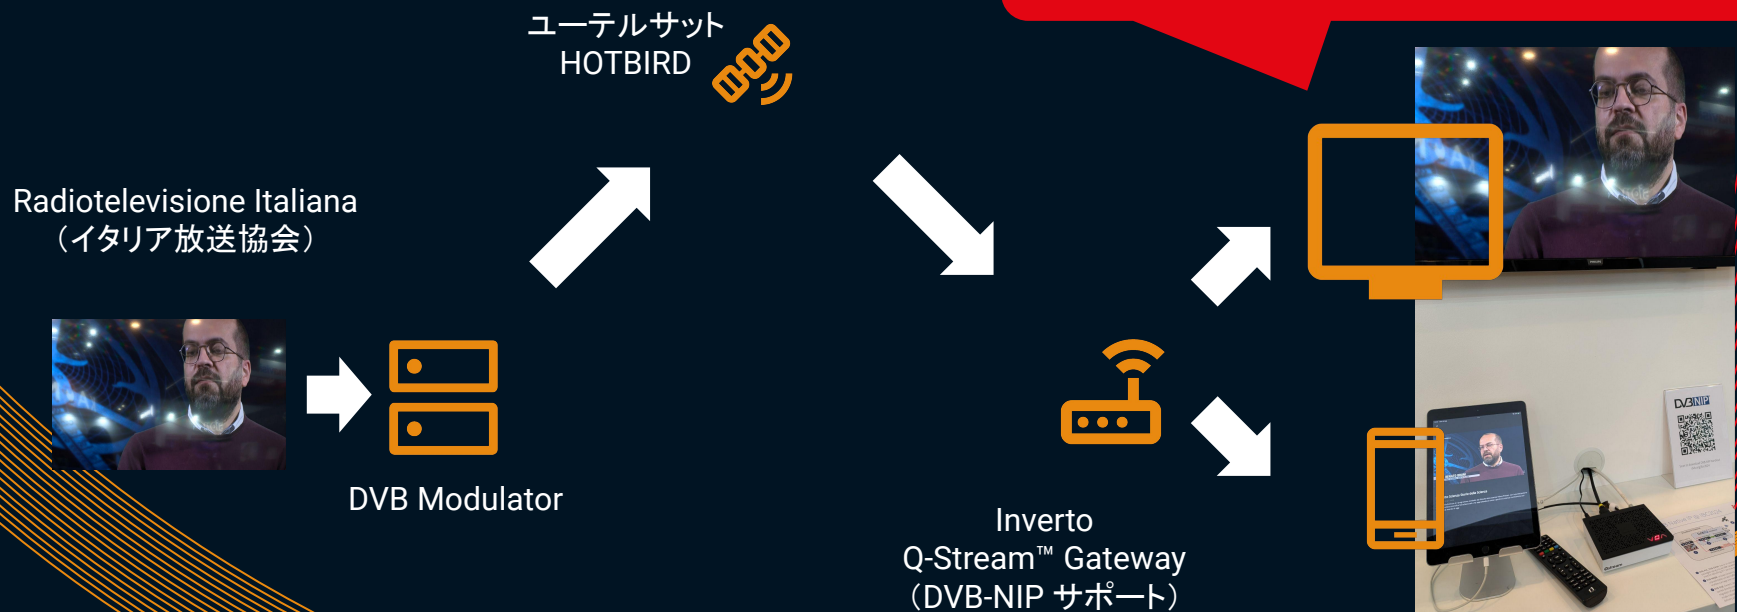 ユーテルサット
HOTBIRD
Radiotelevisione Italiana
（イタリア放送協会）
DVB Modulator
Inverto
Q-Stream™ Gateway
（DVB-NIP サポート）
PHILIPS
DVB NIP